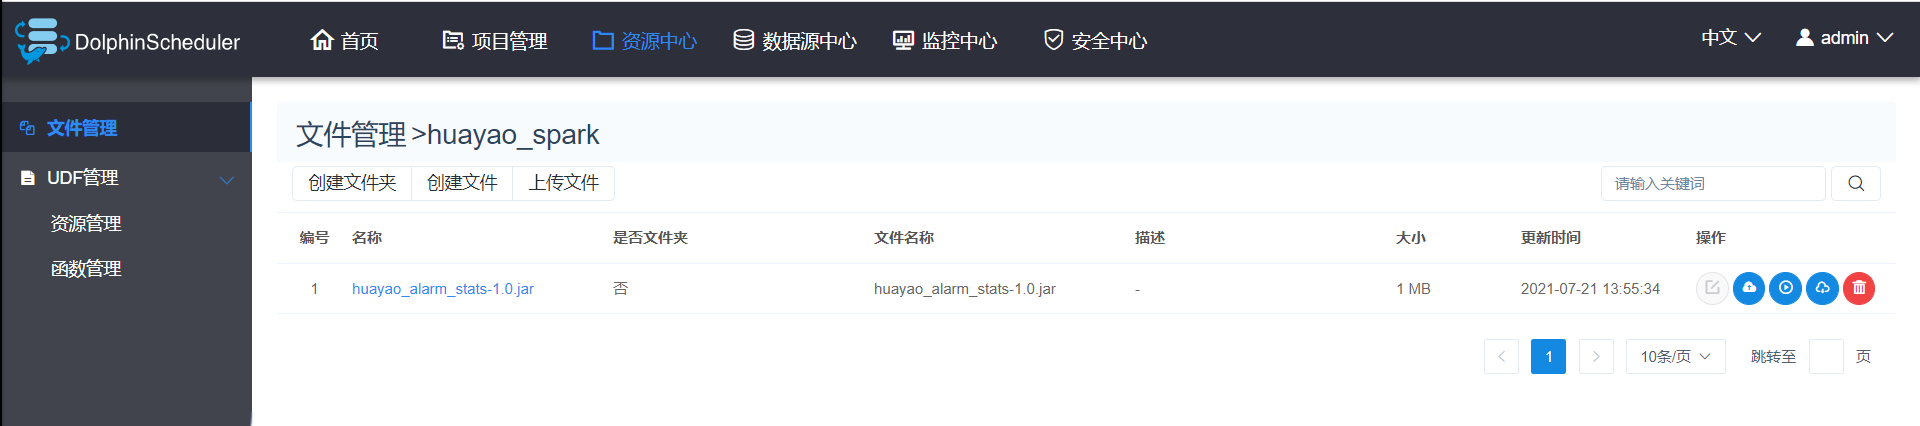 DolphinScheduler 首页 项目管理 资源中心 数据源中心 监控中心 安全中心 中文 admin
文件管理
UDF管理
资源管理
函数管理
文件管理 >huayao_spark
创建文件夹 创建文件 上传文件 请输入关键词
编号 名称 是否文件夹 文件名称 描述 大小 更新时间 操作
1 huayao_alarm_stats-1.0.jar 否 huayao_alarm_stats-1.0.jar - 1 MB 2021-07-21 13:55:34
1 10条/页 跳转至 页